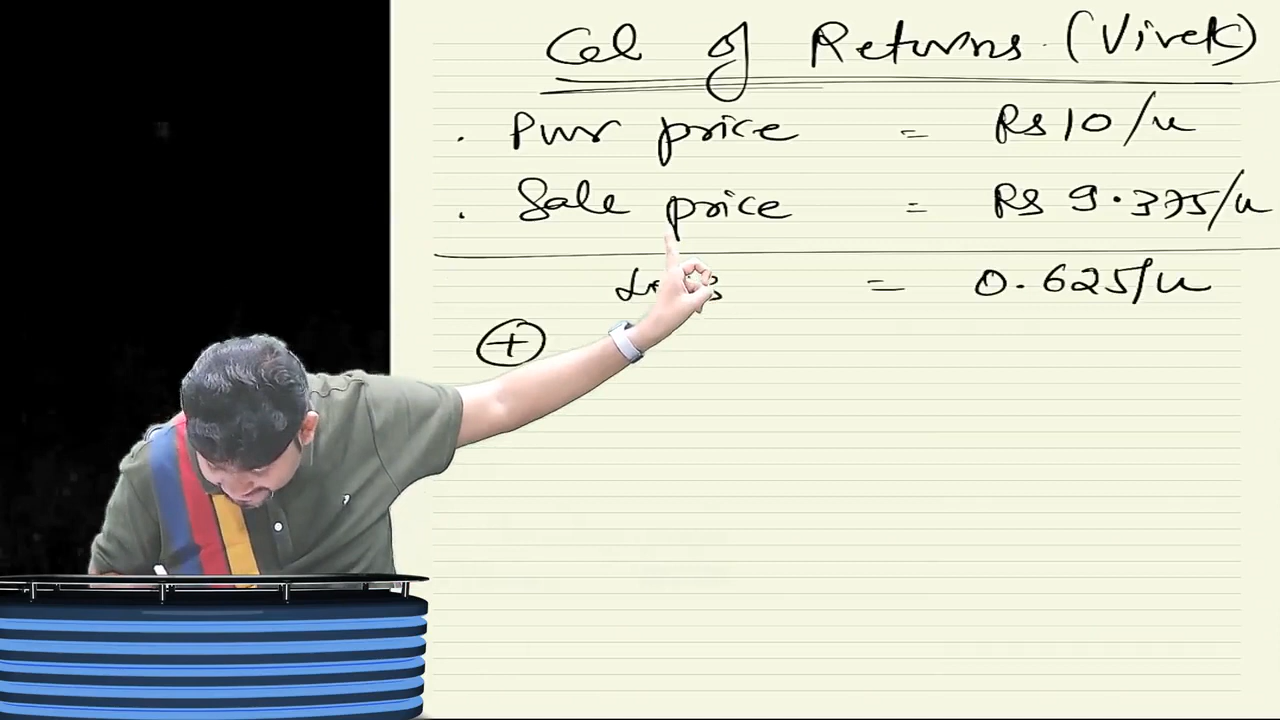 Cal of Returns (Vivek)
. Pur price = Rs 10/u
. Sale price = Rs 9.375/u
= 0.625/u
+